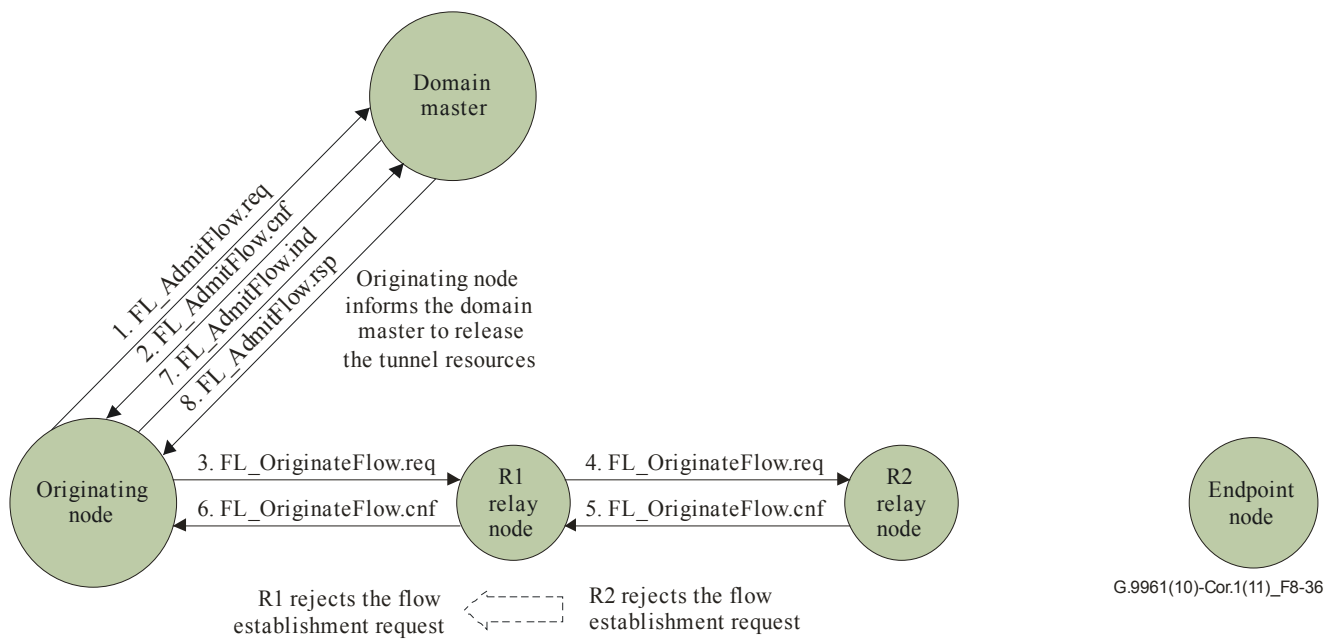 Domain
master
1. FL_AdmitFlow.req
2. FL_AdmitFlow.cnf
7. FL_AdmitFlow.ind
8. FL_AdmitFlow.rsp
Originating node
informs the domain
master to release
the tunnel resources
Originating
node
3. FL_OriginateFlow.req
6. FL_OriginateFlow.cnf
R1
relay
node
4. FL_OriginateFlow.req
5. FL_OriginateFlow.cnf
R2
relay
node
Endpoint
node
G.9961(10)-Cor.1(11)_F8-36
R1 rejects the flow
establishment request
R2 rejects the flow
establishment request